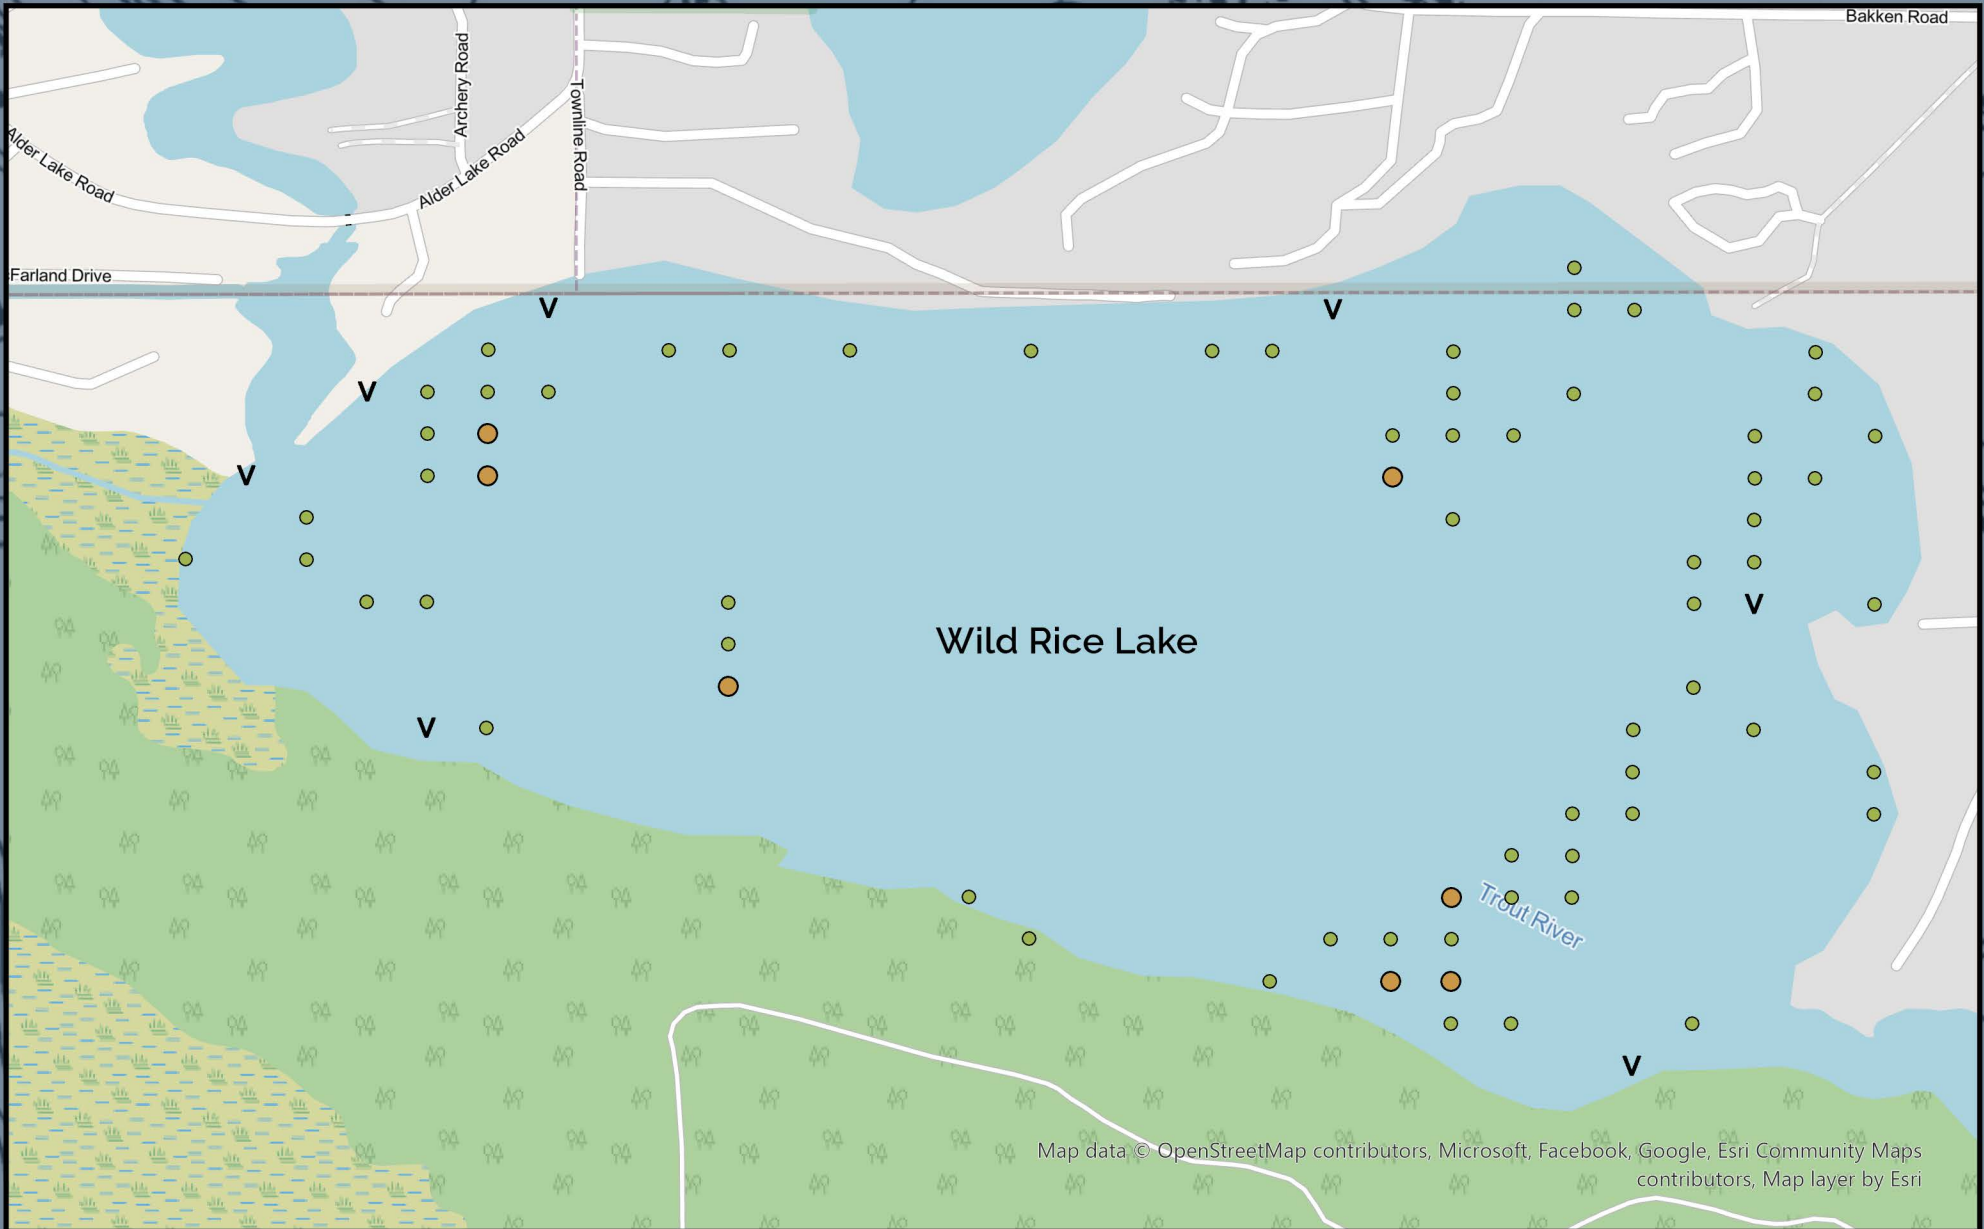 Bakken Road
Archery Road
Townline Road
Alder Lake Road
Alder Lake Road
Farland Drive
V
V
V
V
V
Wild Rice Lake
V
Trout River
V
Map data © OpenStreetMap contributors, Microsoft, Facebook, Google, Esri Community Maps
contributors, Map layer by Esri